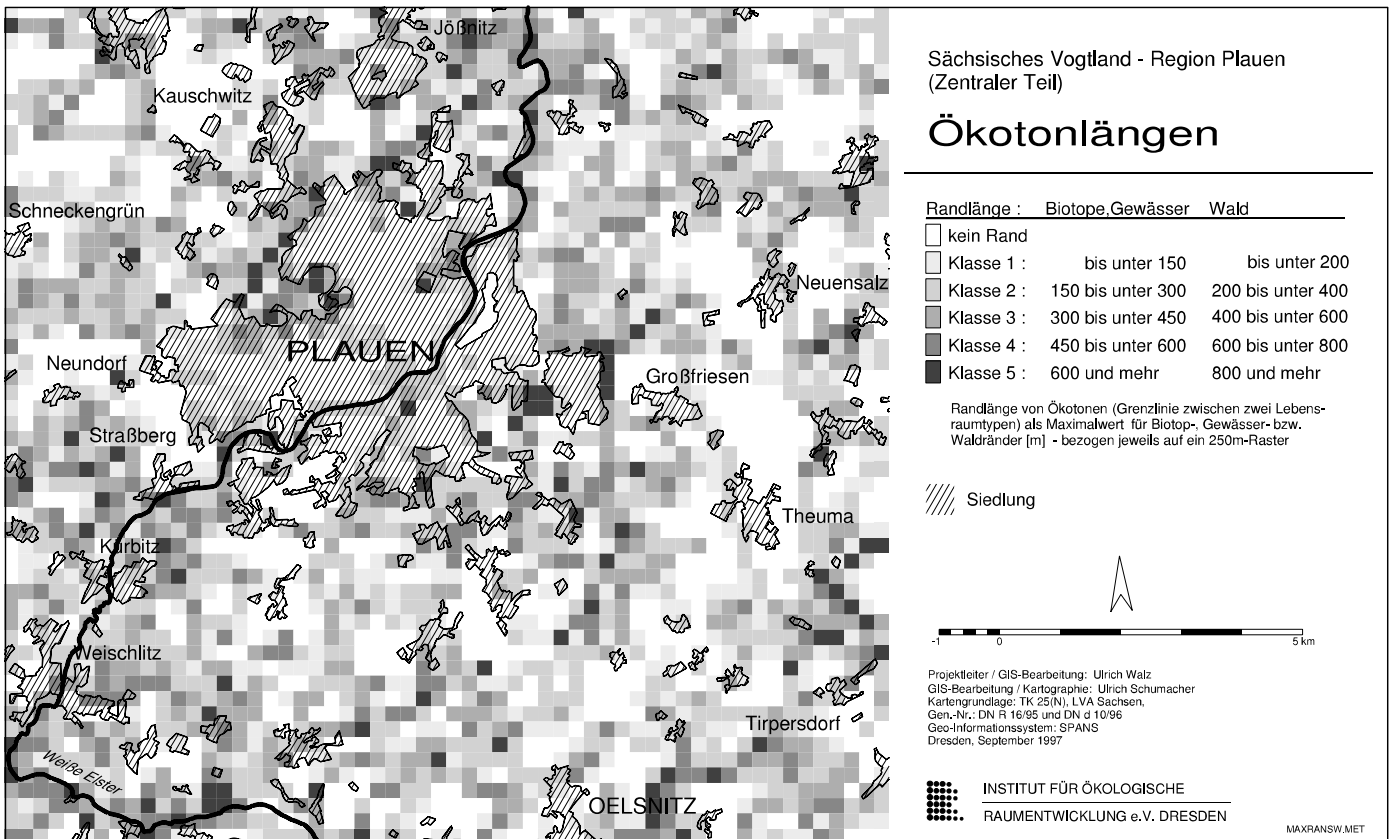 Jößnitz
Kauschwitz
Schneckengrün
Neuensalz
PLAUEN
Neundorf
Großfriesen
Straßberg
Theuma
Kürbitz
Weischlitz
Tirpersdorf
Weiße Elster
OELSNITZ
Sächsisches Vogtland - Region Plauen
(Zentraler Teil)
Ökotonlängen
Randlänge : Biotope,Gewässer Wald
kein Rand
Klasse 1 : bis unter 150 bis unter 200
Klasse 2 : 150 bis unter 300 200 bis unter 400
Klasse 3 : 300 bis unter 450 400 bis unter 600
Klasse 4 : 450 bis unter 600 600 bis unter 800
Klasse 5 : 600 und mehr 800 und mehr
Randlänge von Ökotonen (Grenzlinie zwischen zwei Lebens-
raumtypen) als Maximalwert für Biotop-, Gewässer- bzw.
Waldränder [m] - bezogen jeweils auf ein 250m-Raster
Siedlung
-1 0 5 km
Projektleiter / GIS-Bearbeitung: Ulrich Walz
GIS-Bearbeitung / Kartographie: Ulrich Schumacher
Kartengrundlage: TK 25(N), LVA Sachsen,
Gen.-Nr.: DN R 16/95 und DN d 10/96
Geo-Informationssystem: SPANS
Dresden, September 1997
INSTITUT FÜR ÖKOLOGISCHE
RAUMENTWICKLUNG e.V. DRESDEN
MAXRANSW.MET